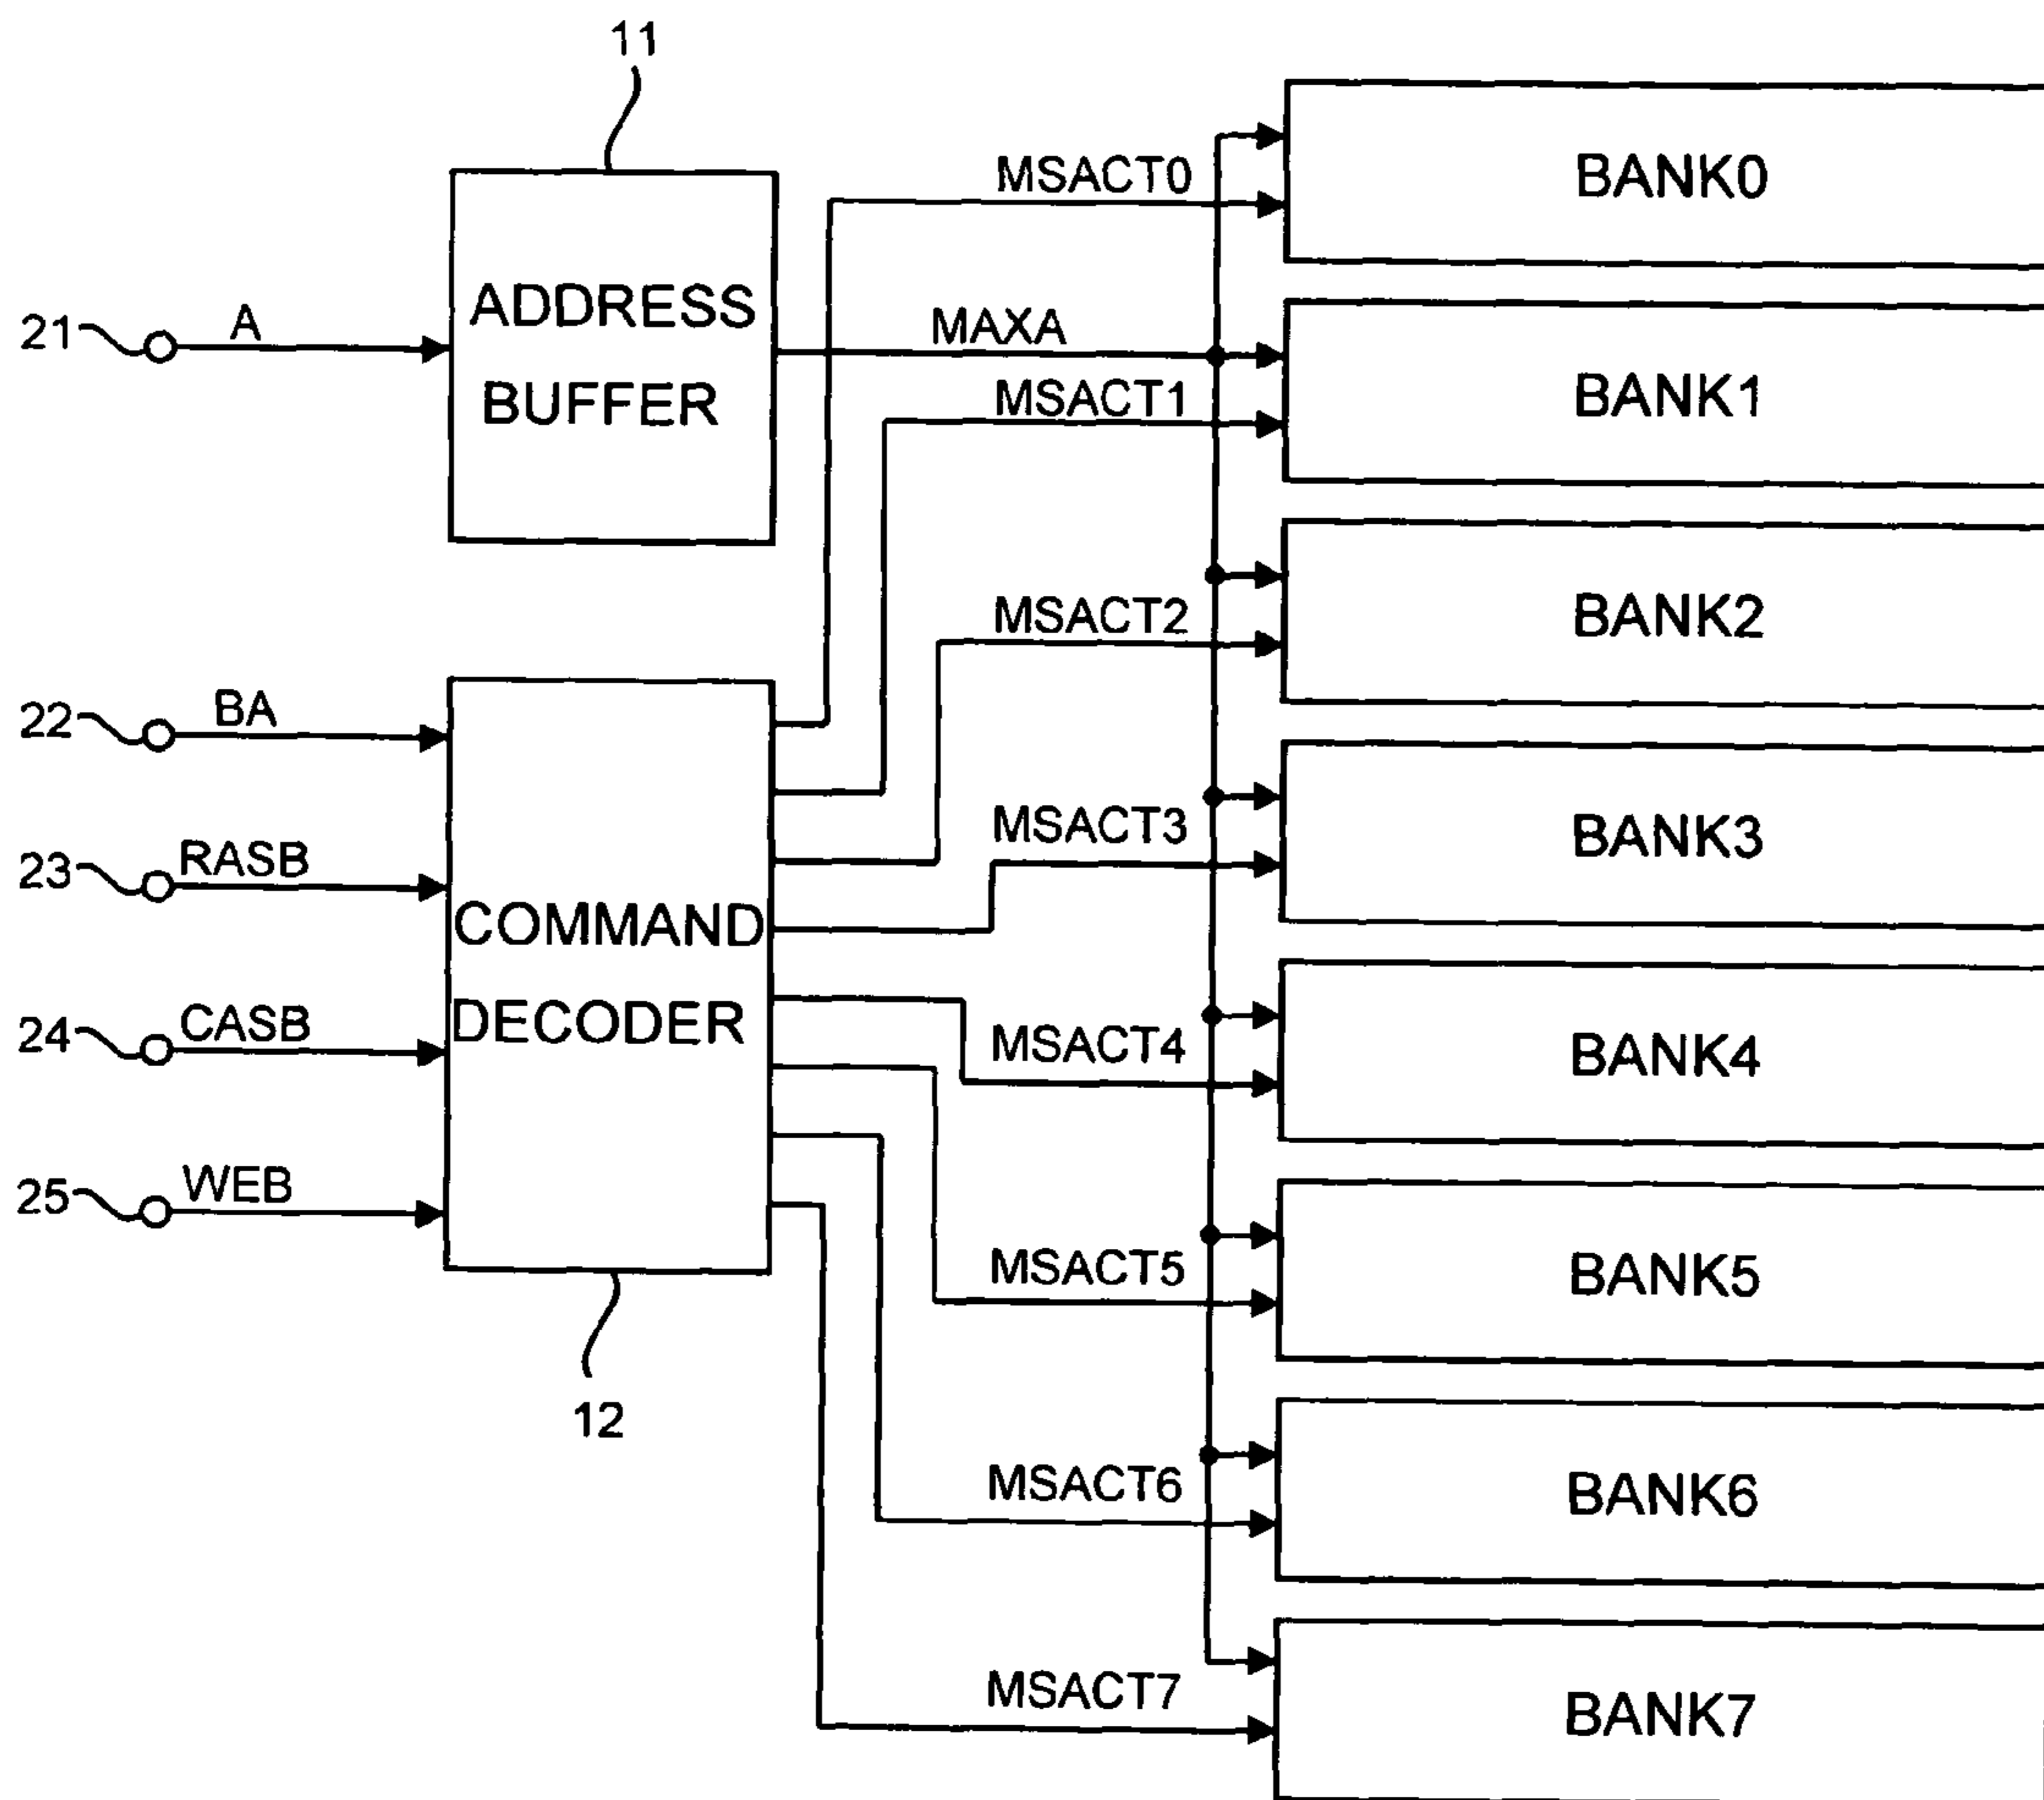 11
MSACT0
BANK0
ADDRESS
BUFFER
21
A
MAXA
MSACT1
BANK1
MSACT2
BANK2
22
BA
MSACT3
BANK3
23
RASB
COMMAND
DECODER
24
CASB
MSACT4
BANK4
25
WEB
MSACT5
BANK5
12
MSACT6
BANK6
MSACT7
BANK7